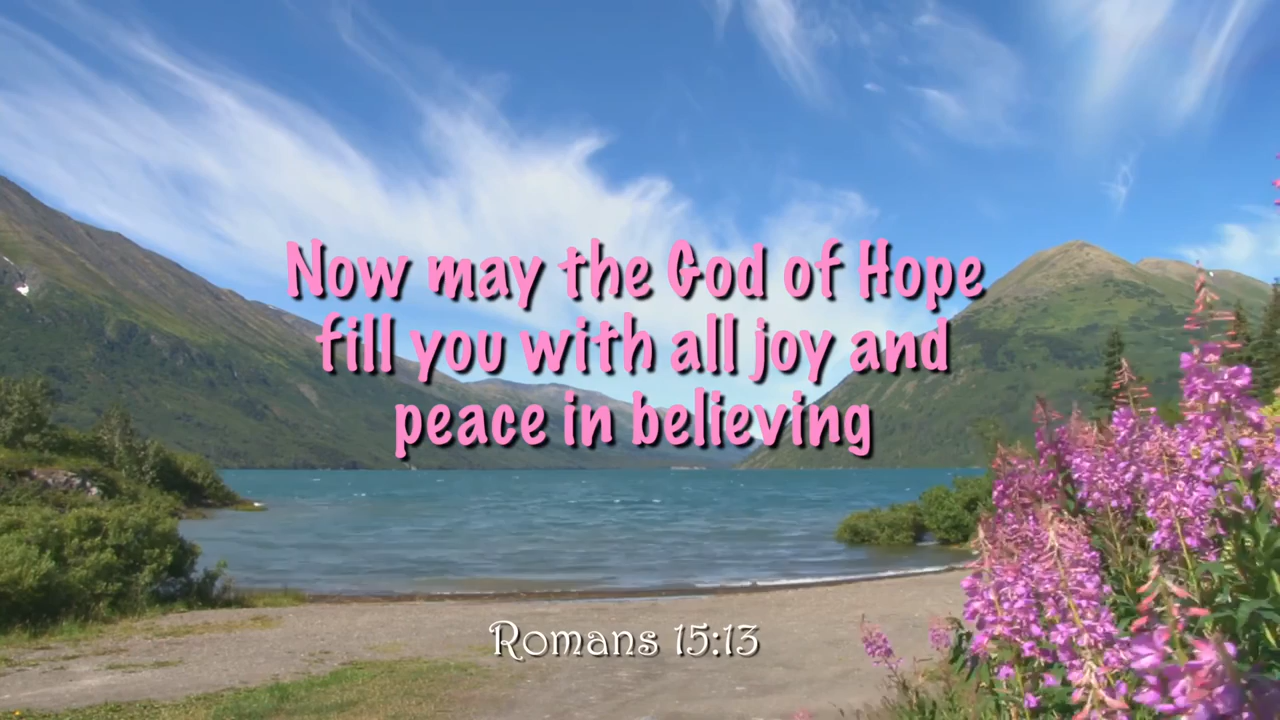 Now may the God of Hope
fill you with all joy and
peace in believing
Romans 15:13